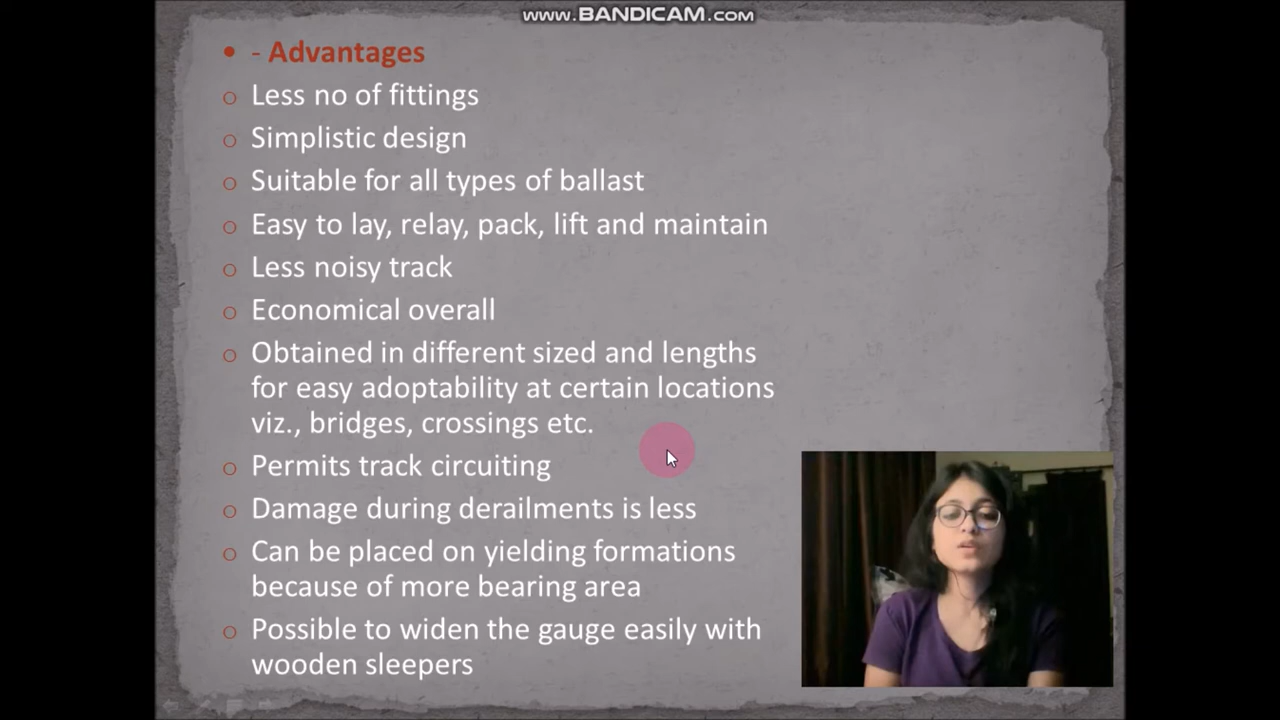 www.BANDICAM.com
- Advantages
Less no of fittings
Simplistic design
Suitable for all types of ballast
Easy to lay, relay, pack, lift and maintain
Less noisy track
Economical overall
Obtained in different sized and lengths
for easy adoptability at certain locations
viz., bridges, crossings etc.
Permits track circuiting
Damage during derailments is less
Can be placed on yielding formations
because of more bearing area
Possible to widen the gauge easily with
wooden sleepers